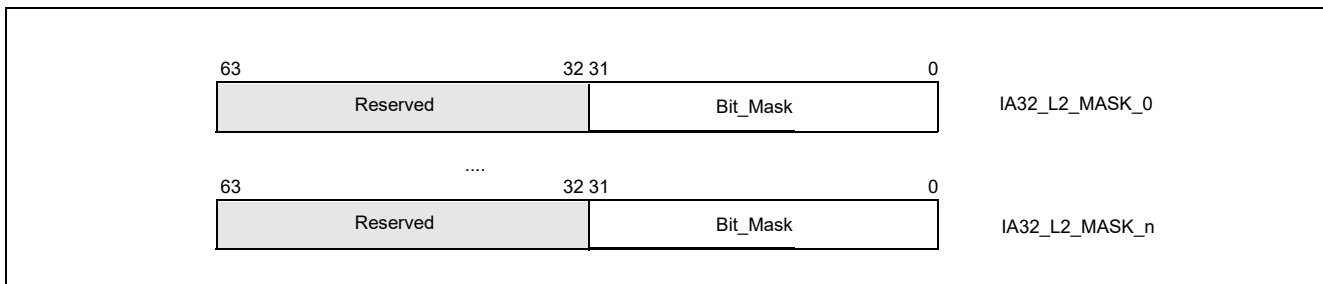 63 32 31 0
Reserved Bit_Mask IA32_L2_MASK_0
....
63 32 31 0
Reserved Bit_Mask IA32_L2_MASK_n